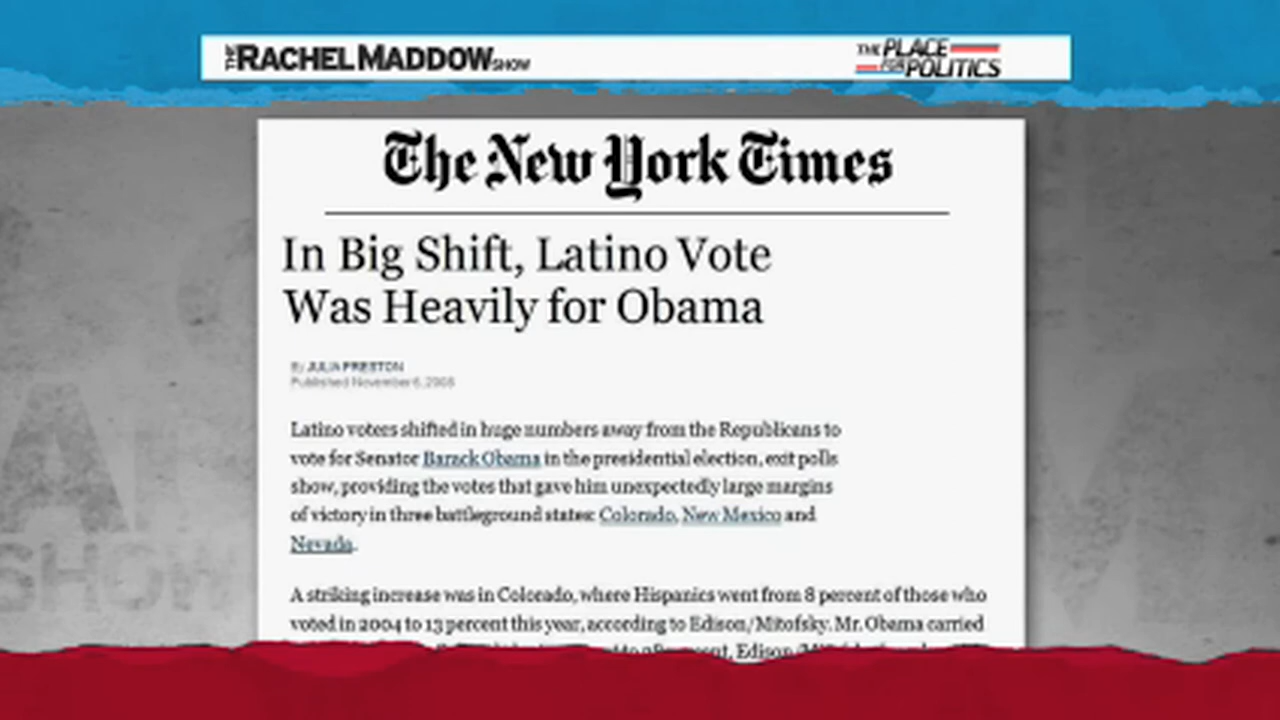 THE RACHEL MADDOW SHOW
THE PLACE FOR POLITICS
The New York Times
In Big Shift, Latino Vote
Was Heavily for Obama
By JULIA PRESTON
Published November 6, 2008
Latino voters shifted in huge numbers away from the Republicans to
vote for Senator Barack Obama in the presidential election, exit polls
show, providing the votes that gave him unexpectedly large margins
of victory in three battleground states: Colorado, New Mexico and
Nevada.
A striking increase was in Colorado, where Hispanics went from 8 percent of those who
voted in 2004 to 13 percent this year, according to Edison/Mitofsky. Mr. Obama carried
Edison
SHOW